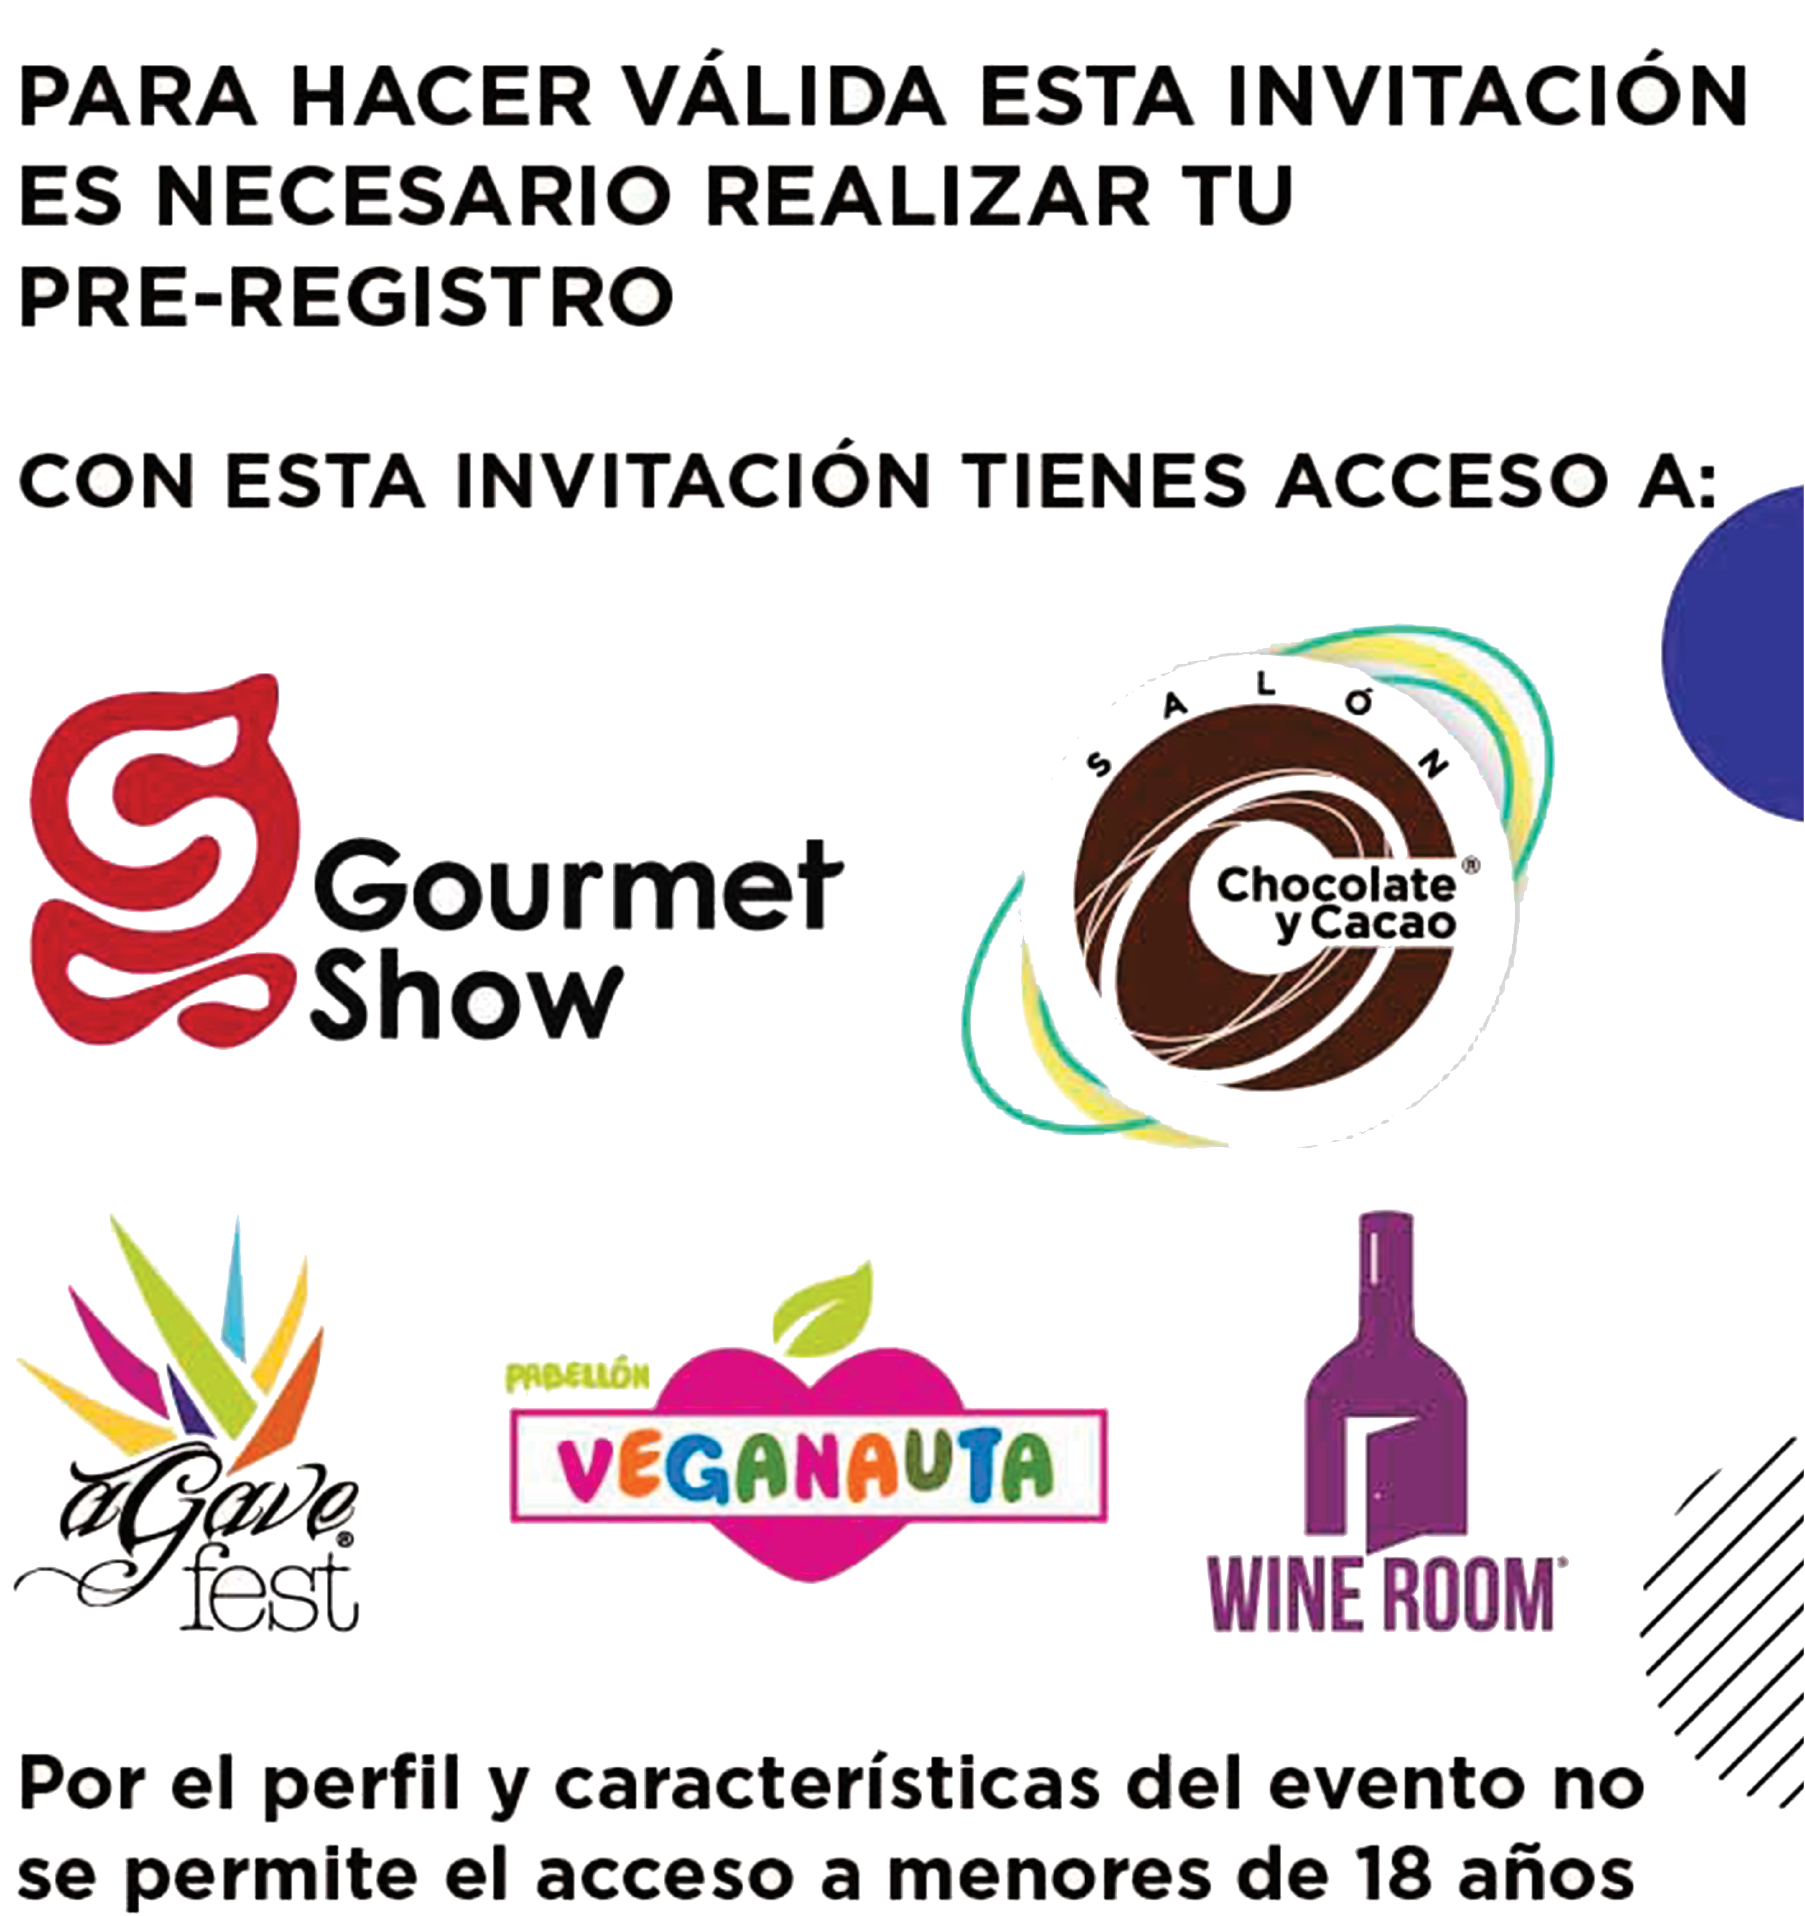 PARA HACER VÁLIDA ESTA INVITACIÓN
ES NECESARIO REALIZAR TU
PRE-REGISTRO
CON ESTA INVITACIÓN TIENES ACCESO A:
Gourmet
Show
SALÓN
Chocolate®
y Cacao
aGave®
fest
PABELLÓN
VEGANAUTA
WINE ROOM®
Por el perfil y características del evento no
se permite el acceso a menores de 18 años